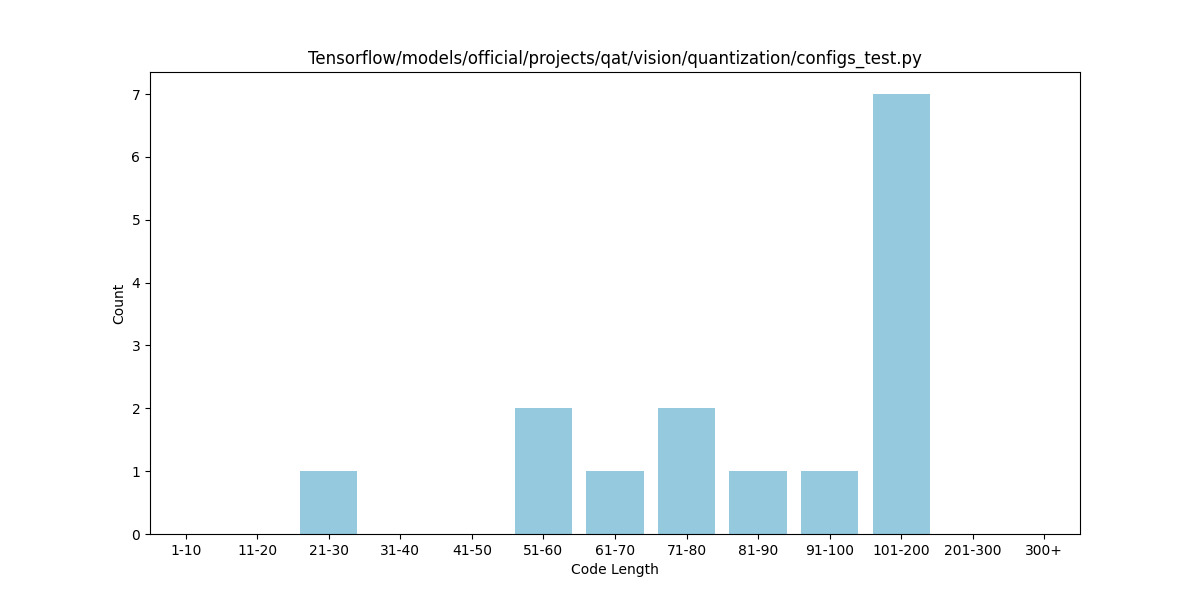 Tensorflow/models/official/projects/qat/vision/quantization/configs_test.py
7
6
5
4
3
2
1
0
Count
1-10 11-20 21-30 31-40 41-50 51-60 61-70 71-80 81-90 91-100 101-200 201-300 300+
Code Length